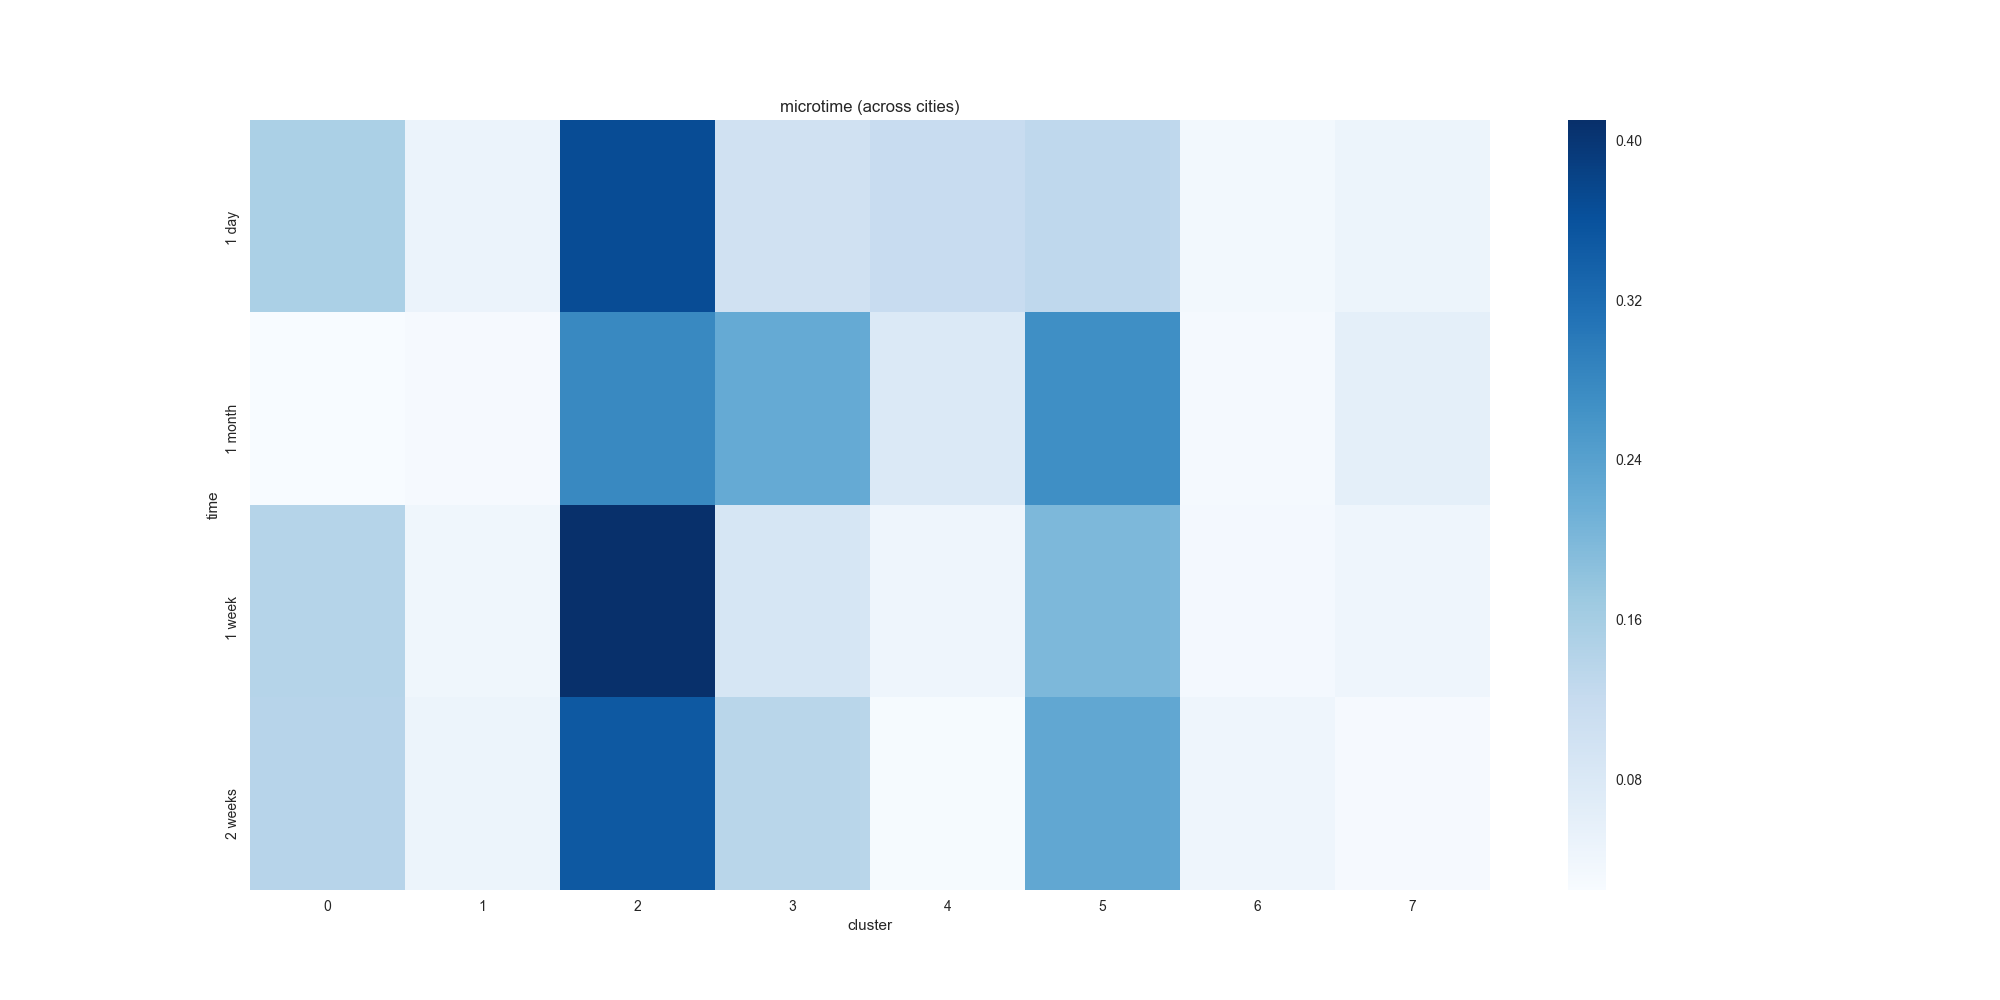 microtime (across cities)
time
1 day
1 month
1 week
2 weeks
0 1 2 3 4 5 6 7
cluster
0.40
0.32
0.24
0.16
0.08